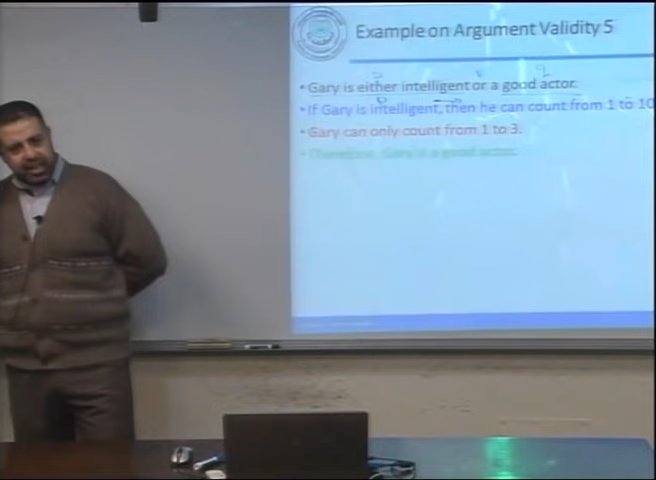 Example on Argument Validity 5
• Gary is either intelligent or a good actor.
• If Gary is intelligent, then he can count from 1 to 10
• Gary can only count from 1 to 3.
• Therefore, Gary is a good actor.